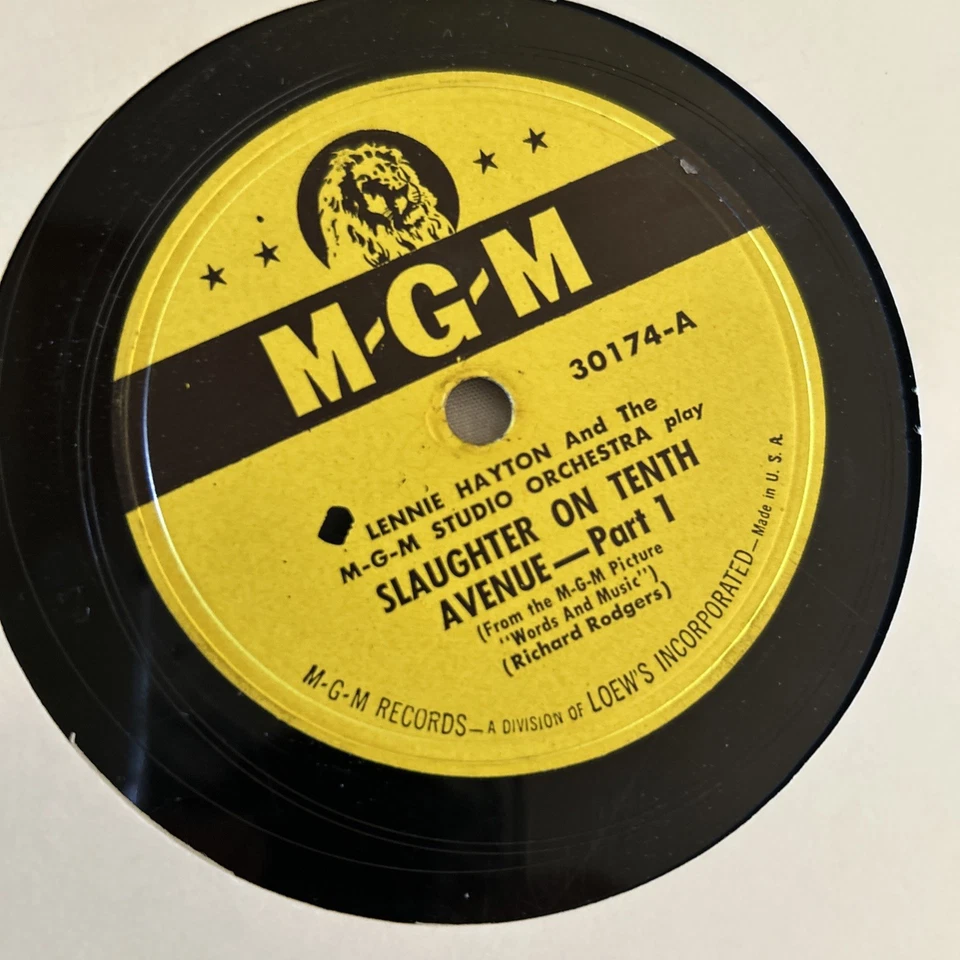 M-G-M
30174-A
LENNIE HAYTON And The
M-G-M STUDIO ORCHESTRA play
SLAUGHTER ON TENTH
AVENUE—Part 1
(From the M-G-M Picture
"Words And Music")
(Richard Rodgers)
M-G-M RECORDS—A DIVISION OF LOEW'S INCORPORATED—Made in U. S. A.